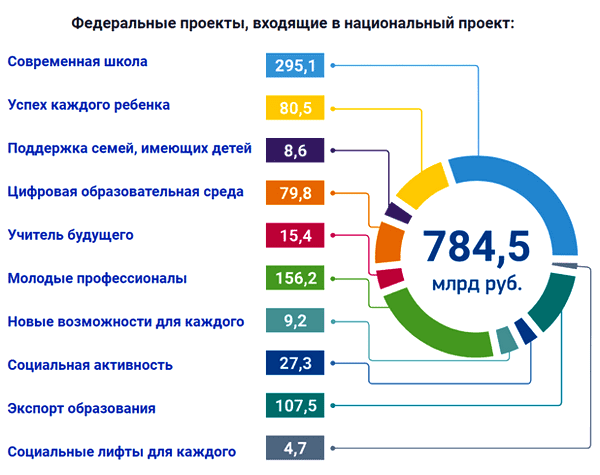 Федеральные проекты, входящие в национальный проект:
Современная школа 295,1
Успех каждого ребенка 80,5
Поддержка семей, имеющих детей 8,6
Цифровая образовательная среда 79,8
Учитель будущего 15,4
Молодые профессионалы 156,2
Новые возможности для каждого 9,2
Социальная активность 27,3
Экспорт образования 107,5
Социальные лифты для каждого 4,7
784,5
млрд руб.